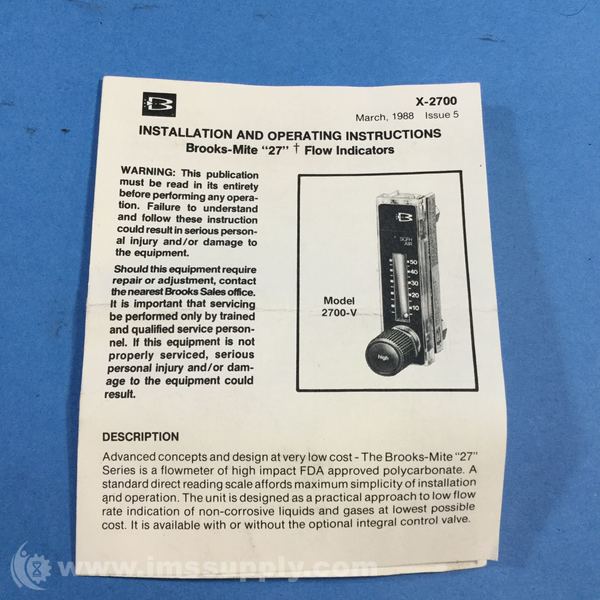 B
X-2700
March, 1988 Issue 5
INSTALLATION AND OPERATING INSTRUCTIONS
Brooks-Mite "27" † Flow Indicators
WARNING: This publication
must be read in its entirety
before performing any opera-
tion. Failure to understand
and follow these instruction
could result in serious person-
al injury and/or damage to
the equipment.
Should this equipment require
repair or adjustment, contact
the nearest Brooks Sales office.
It is important that servicing
be performed only by trained
and qualified service person-
nel. If this equipment is not
properly serviced, serious
personal injury and/or dam-
age to the equipment could
result.
Model
2700-V
B
SCFH
AIR
50
40
30
20
10
high
DESCRIPTION
Advanced concepts and design at very low cost - The Brooks-Mite "27"
Series is a flowmeter of high impact FDA approved polycarbonate. A
standard direct reading scale affords maximum simplicity of installation
and operation. The unit is designed as a practical approach to low flow
rate indication of non-corrosive liquids and gases at lowest possible
cost. It is available with or without the optional integral control valve.
www.imssupply.com